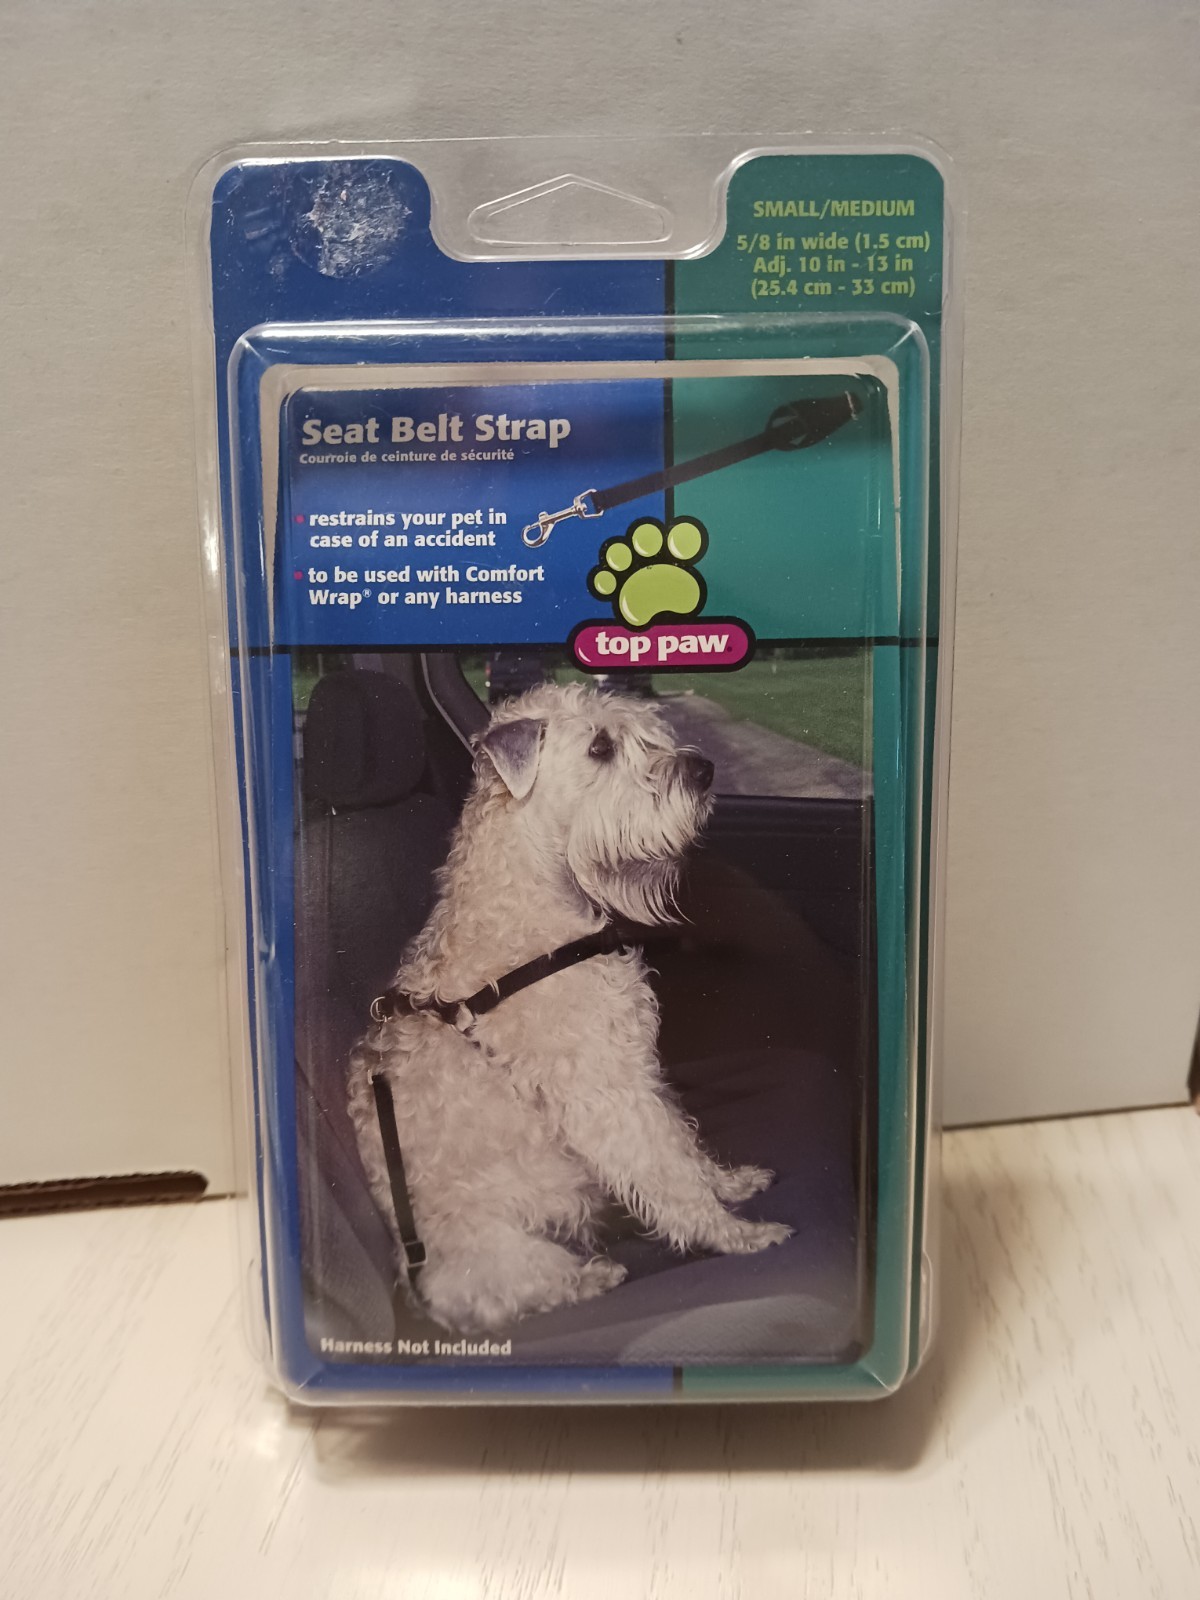 SMALL/MEDIUM
5/8 in wide (1.5 cm)
Adj. 10 in - 13 in
(25.4 cm - 33 cm)
Seat Belt Strap
Courroie de ceinture de sécurité
• restrains your pet in
case of an accident
• to be used with Comfort
Wrap® or any harness
top paw
Harness Not Included